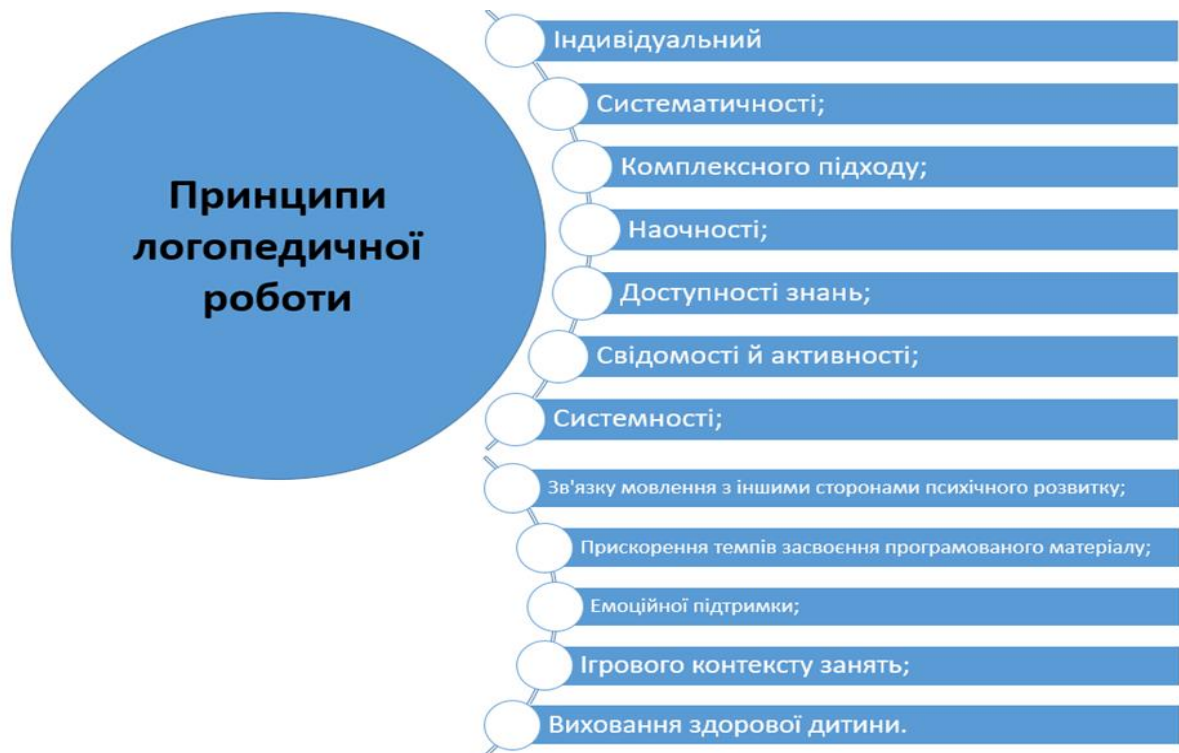 Принципи
логопедичної
роботи
Індивідуальний
Систематичності;
Комплексного підходу;
Наочності;
Доступності знань;
Свідомості й активності;
Системності;
Зв'язку мовлення з іншими сторонами психічного розвитку;
Прискорення темпів засвоєння програмованого матеріалу;
Емоційної підтримки;
Ігрового контексту занять;
Виховання здорової дитини.